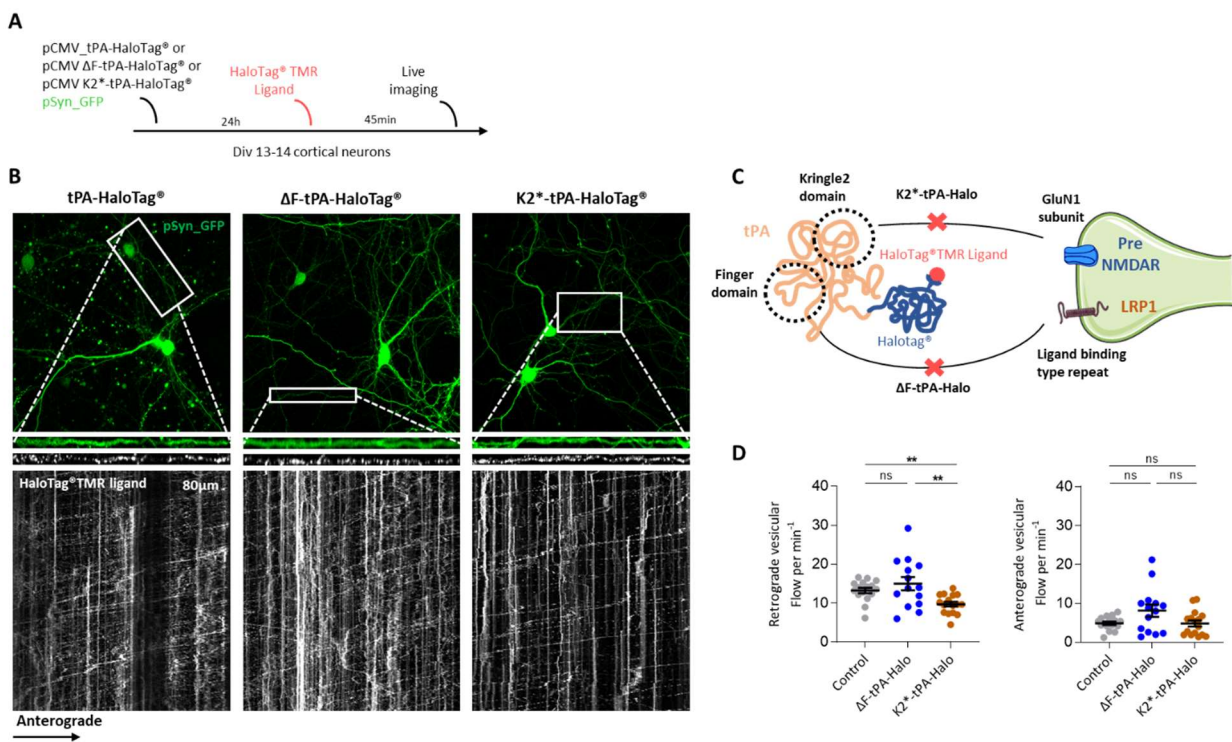 A
pCMV_tPA-HaloTag® or
pCMV ΔF-tPA-HaloTag® or
pCMV K2*-tPA-HaloTag®
pSyn_GFP
HaloTag® TMR
Ligand
Live
imaging
24h
45min
Div 13-14 cortical neurons
B
tPA-HaloTag®
ΔF-tPA-HaloTag®
K2*-tPA-HaloTag®
pSyn_GFP
HaloTag®TMR ligand
80µm
Anterograde
C
Kringle2
domain
K2*-tPA-Halo
GluN1
subunit
tPA
HaloTag®TMR Ligand
Pre
NMDAR
Finger
domain
LRP1
Halotag®
Ligand binding
type repeat
ΔF-tPA-Halo
D
**
ns
**
Retrograde vesicular
Flow per min-1
40
30
20
10
0
Control
ΔF-tPA-Halo
K2*-tPA-Halo
ns
ns
ns
Anterograde vesicular
Flow per min-1
40
30
20
10
0
Control
ΔF-tPA-Halo
K2*-tPA-Halo